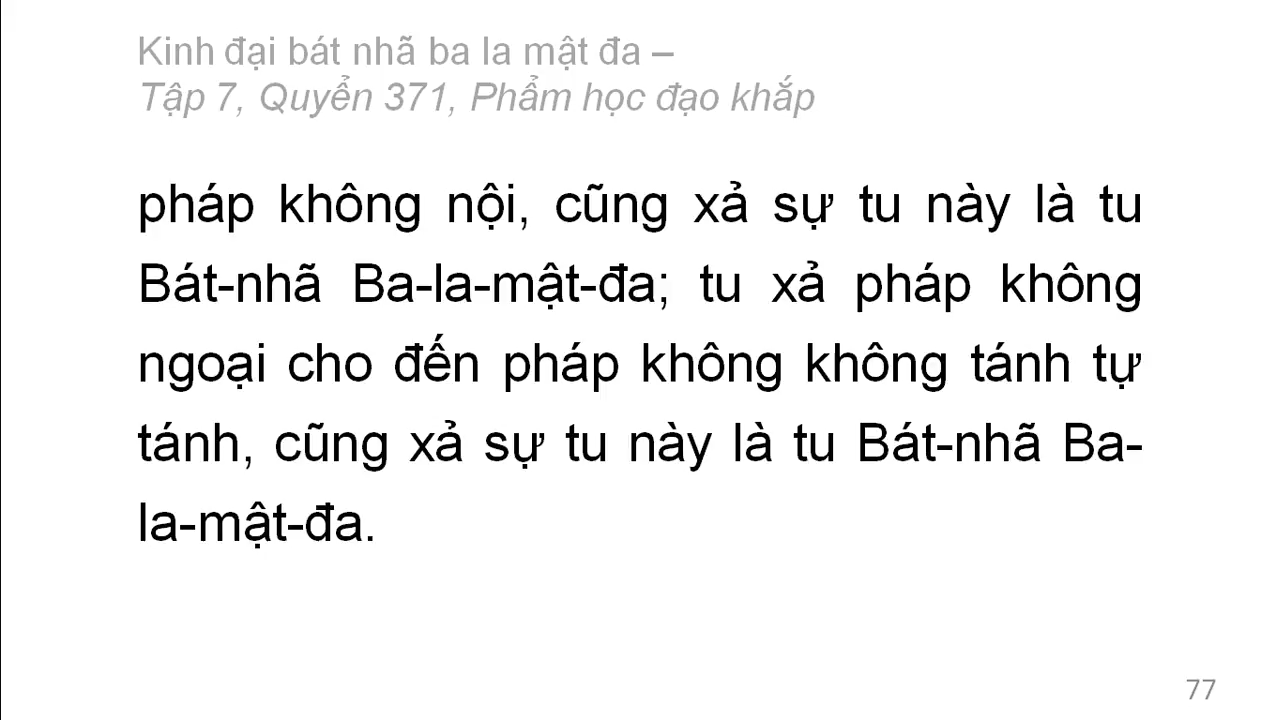 Kinh đại bát nhã ba la mật đa –
Tập 7, Quyển 371, Phẩm học đạo khắp
pháp không nội, cũng xả sự tu này là tu
Bát-nhã Ba-la-mật-đa; tu xả pháp không
ngoại cho đến pháp không không tánh tự
tánh, cũng xả sự tu này là tu Bát-nhã Ba-
la-mật-đa.
77